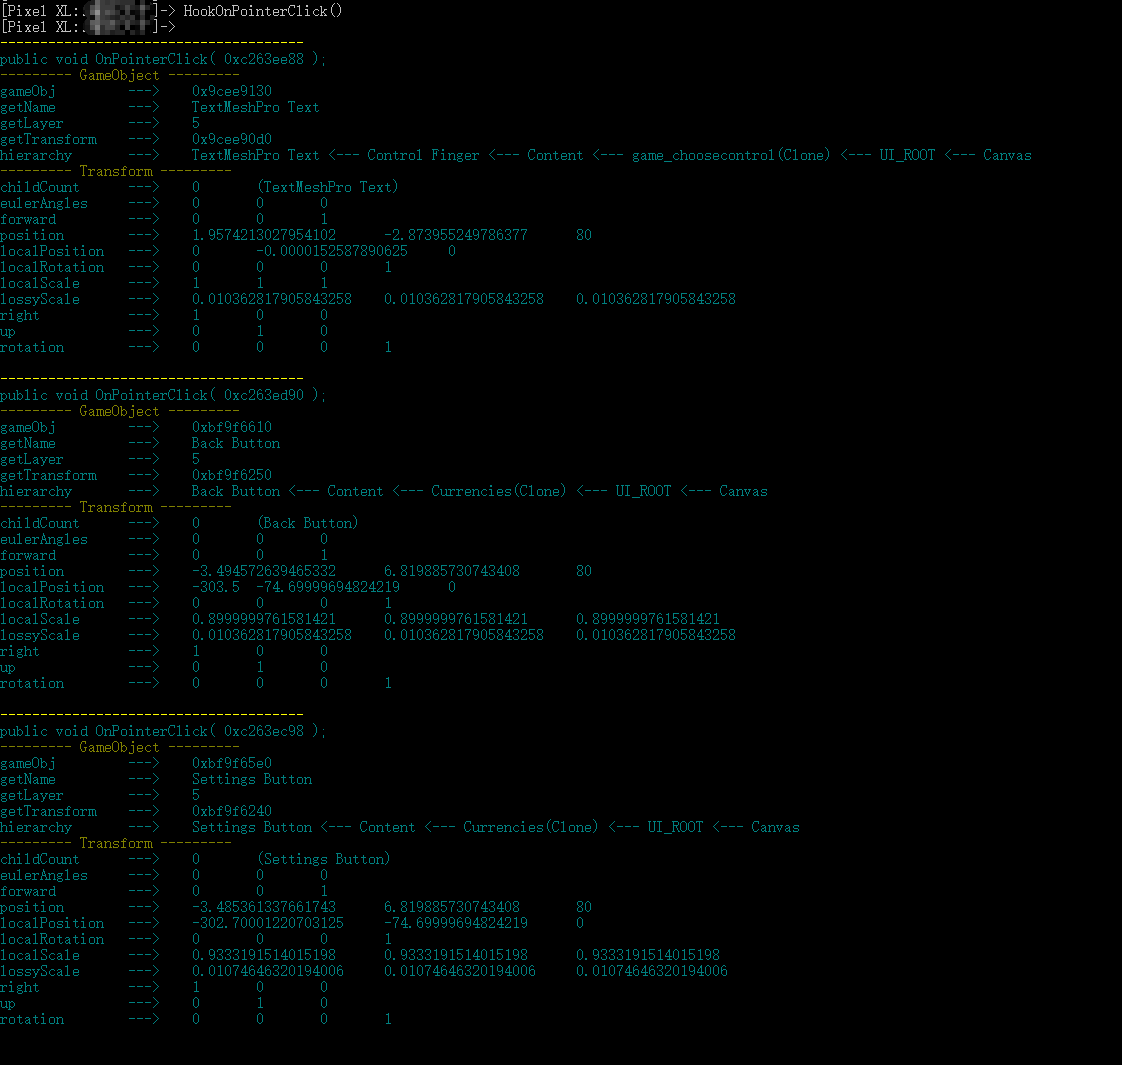 [Pixel XL:: ]-> HookOnPointerClick()
[Pixel XL:: ]->
--------------------------------------
public void OnPointerClick( 0xc263ee88 );
--------- GameObject ---------
gameObj ---> 0x9cee9130
getName ---> TextMeshPro Text
getLayer ---> 5
getTransform ---> 0x9cee90d0
hierarchy ---> TextMeshPro Text <--- Control Finger <--- Content <--- game_choosecontrol(Clone) <--- UI_ROOT <--- Canvas
--------- Transform ---------
childCount ---> 0 (TextMeshPro Text)
eulerAngles ---> 0 0 0
forward ---> 0 0 1
position ---> 1.9574213027954102 -2.873955249786377 80
localPosition ---> 0 -0.0000152587890625 0
localRotation ---> 0 0 0 1
localScale ---> 1 1 1
lossyScale ---> 0.010362817905843258 0.010362817905843258 0.010362817905843258
right ---> 1 0 0
up ---> 0 1 0
rotation ---> 0 0 0 1
--------------------------------------
public void OnPointerClick( 0xc263ed90 );
--------- GameObject ---------
gameObj ---> 0xbf9f6610
getName ---> Back Button
getLayer ---> 5
getTransform ---> 0xbf9f6250
hierarchy ---> Back Button <--- Content <--- Currencies(Clone) <--- UI_ROOT <--- Canvas
--------- Transform ---------
childCount ---> 0 (Back Button)
eulerAngles ---> 0 0 0
forward ---> 0 0 1
position ---> -3.494572639465332 6.819885730743408 80
localPosition ---> -303.5 -74.69999694824219 0
localRotation ---> 0 0 0 1
localScale ---> 0.8999999761581421 0.8999999761581421 0.8999999761581421
lossyScale ---> 0.010362817905843258 0.010362817905843258 0.010362817905843258
right ---> 1 0 0
up ---> 0 1 0
rotation ---> 0 0 0 1
--------------------------------------
public void OnPointerClick( 0xc263ec98 );
--------- GameObject ---------
gameObj ---> 0xbf9f65e0
getName ---> Settings Button
getLayer ---> 5
getTransform ---> 0xbf9f6240
hierarchy ---> Settings Button <--- Content <--- Currencies(Clone) <--- UI_ROOT <--- Canvas
--------- Transform ---------
childCount ---> 0 (Settings Button)
eulerAngles ---> 0 0 0
forward ---> 0 0 1
position ---> -3.485361337661743 6.819885730743408 80
localPosition ---> -302.70001220703125 -74.69999694824219 0
localRotation ---> 0 0 0 1
localScale ---> 0.9333191514015198 0.9333191514015198 0.9333191514015198
lossyScale ---> 0.01074646320194006 0.01074646320194006 0.01074646320194006
right ---> 1 0 0
up ---> 0 1 0
rotation ---> 0 0 0 1